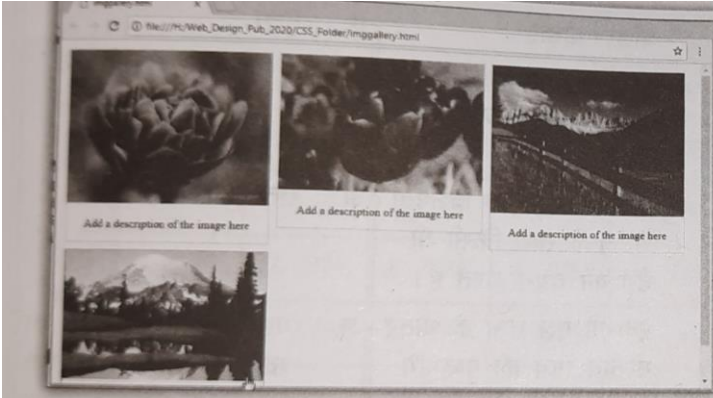 file:///H:/Web_Design_Pub_2020/CSS_Folder/imggallery.html
Add a description of the image here
Add a description of the image here
Add a description of the image here